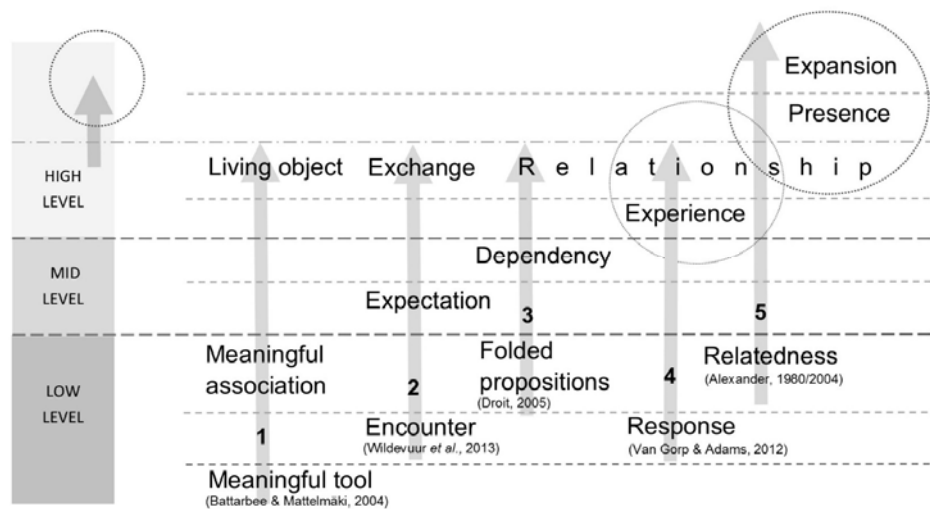 Expansion
Presence
HIGH
LEVEL
Living object
Exchange
Relationship
Experience
MID
LEVEL
Dependency
Expectation
3
5
LOW
LEVEL
Meaningful
association
2
Folded
propositions
(Droit, 2005)
4
Relatedness
(Alexander, 1980/2004)
1
Encounter
(Wildevuur et al., 2013)
Response
(Van Gorp & Adams, 2012)
Meaningful tool
(Battarbee & Mattelmäki, 2004)